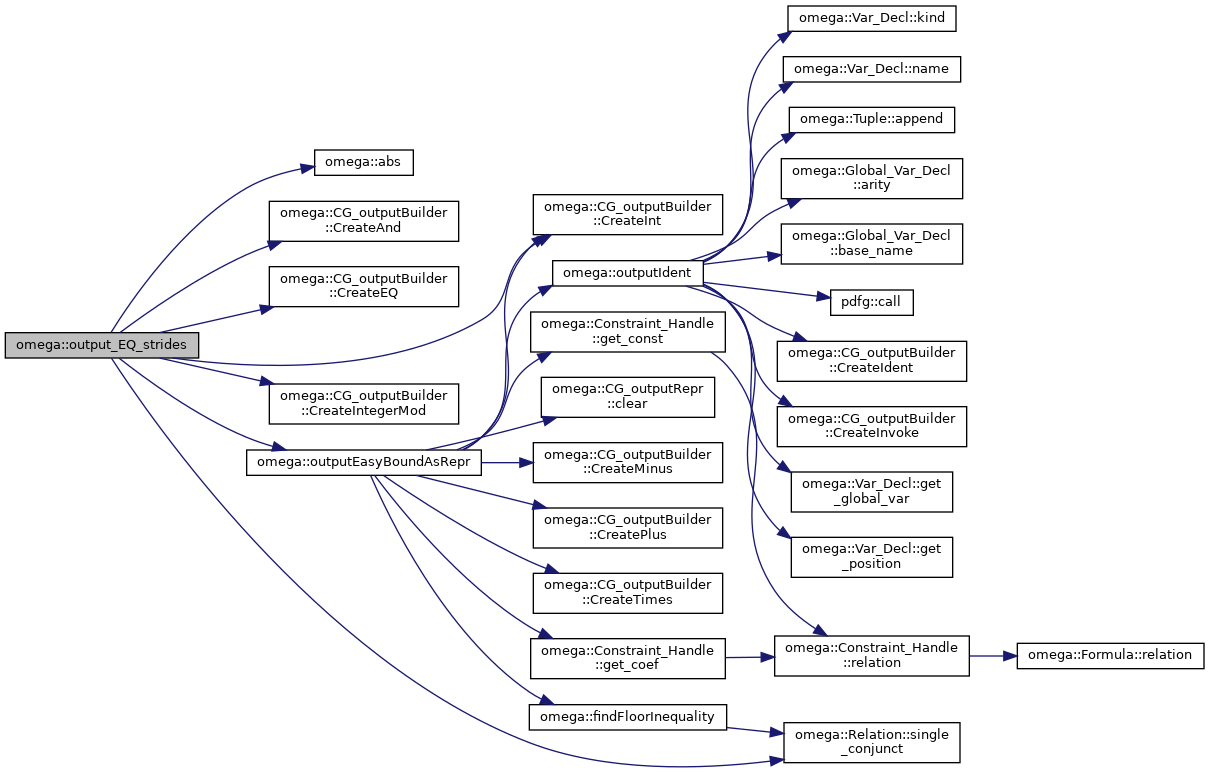 omega::output_EQ_strides
omega::abs
omega::CG_outputBuilder
::CreateAnd
omega::CG_outputBuilder
::CreateEQ
omega::CG_outputBuilder
::CreateIntegerMod
omega::outputEasyBoundAsRepr
omega::CG_outputBuilder
::CreateInt
omega::outputIdent
omega::Constraint_Handle
::get_const
omega::CG_outputRepr
::clear
omega::CG_outputBuilder
::CreateMinus
omega::CG_outputBuilder
::CreatePlus
omega::CG_outputBuilder
::CreateTimes
omega::Constraint_Handle
::get_coef
omega::findFloorInequality
omega::Var_Decl::kind
omega::Var_Decl::name
omega::Tuple::append
omega::Global_Var_Decl
::arity
omega::Global_Var_Decl
::base_name
pdfg::call
omega::CG_outputBuilder
::CreateIdent
omega::CG_outputBuilder
::CreateInvoke
omega::Var_Decl::get
_global_var
omega::Var_Decl::get
_position
omega::Constraint_Handle
::relation
omega::Relation::single
_conjunct
omega::Formula::relation